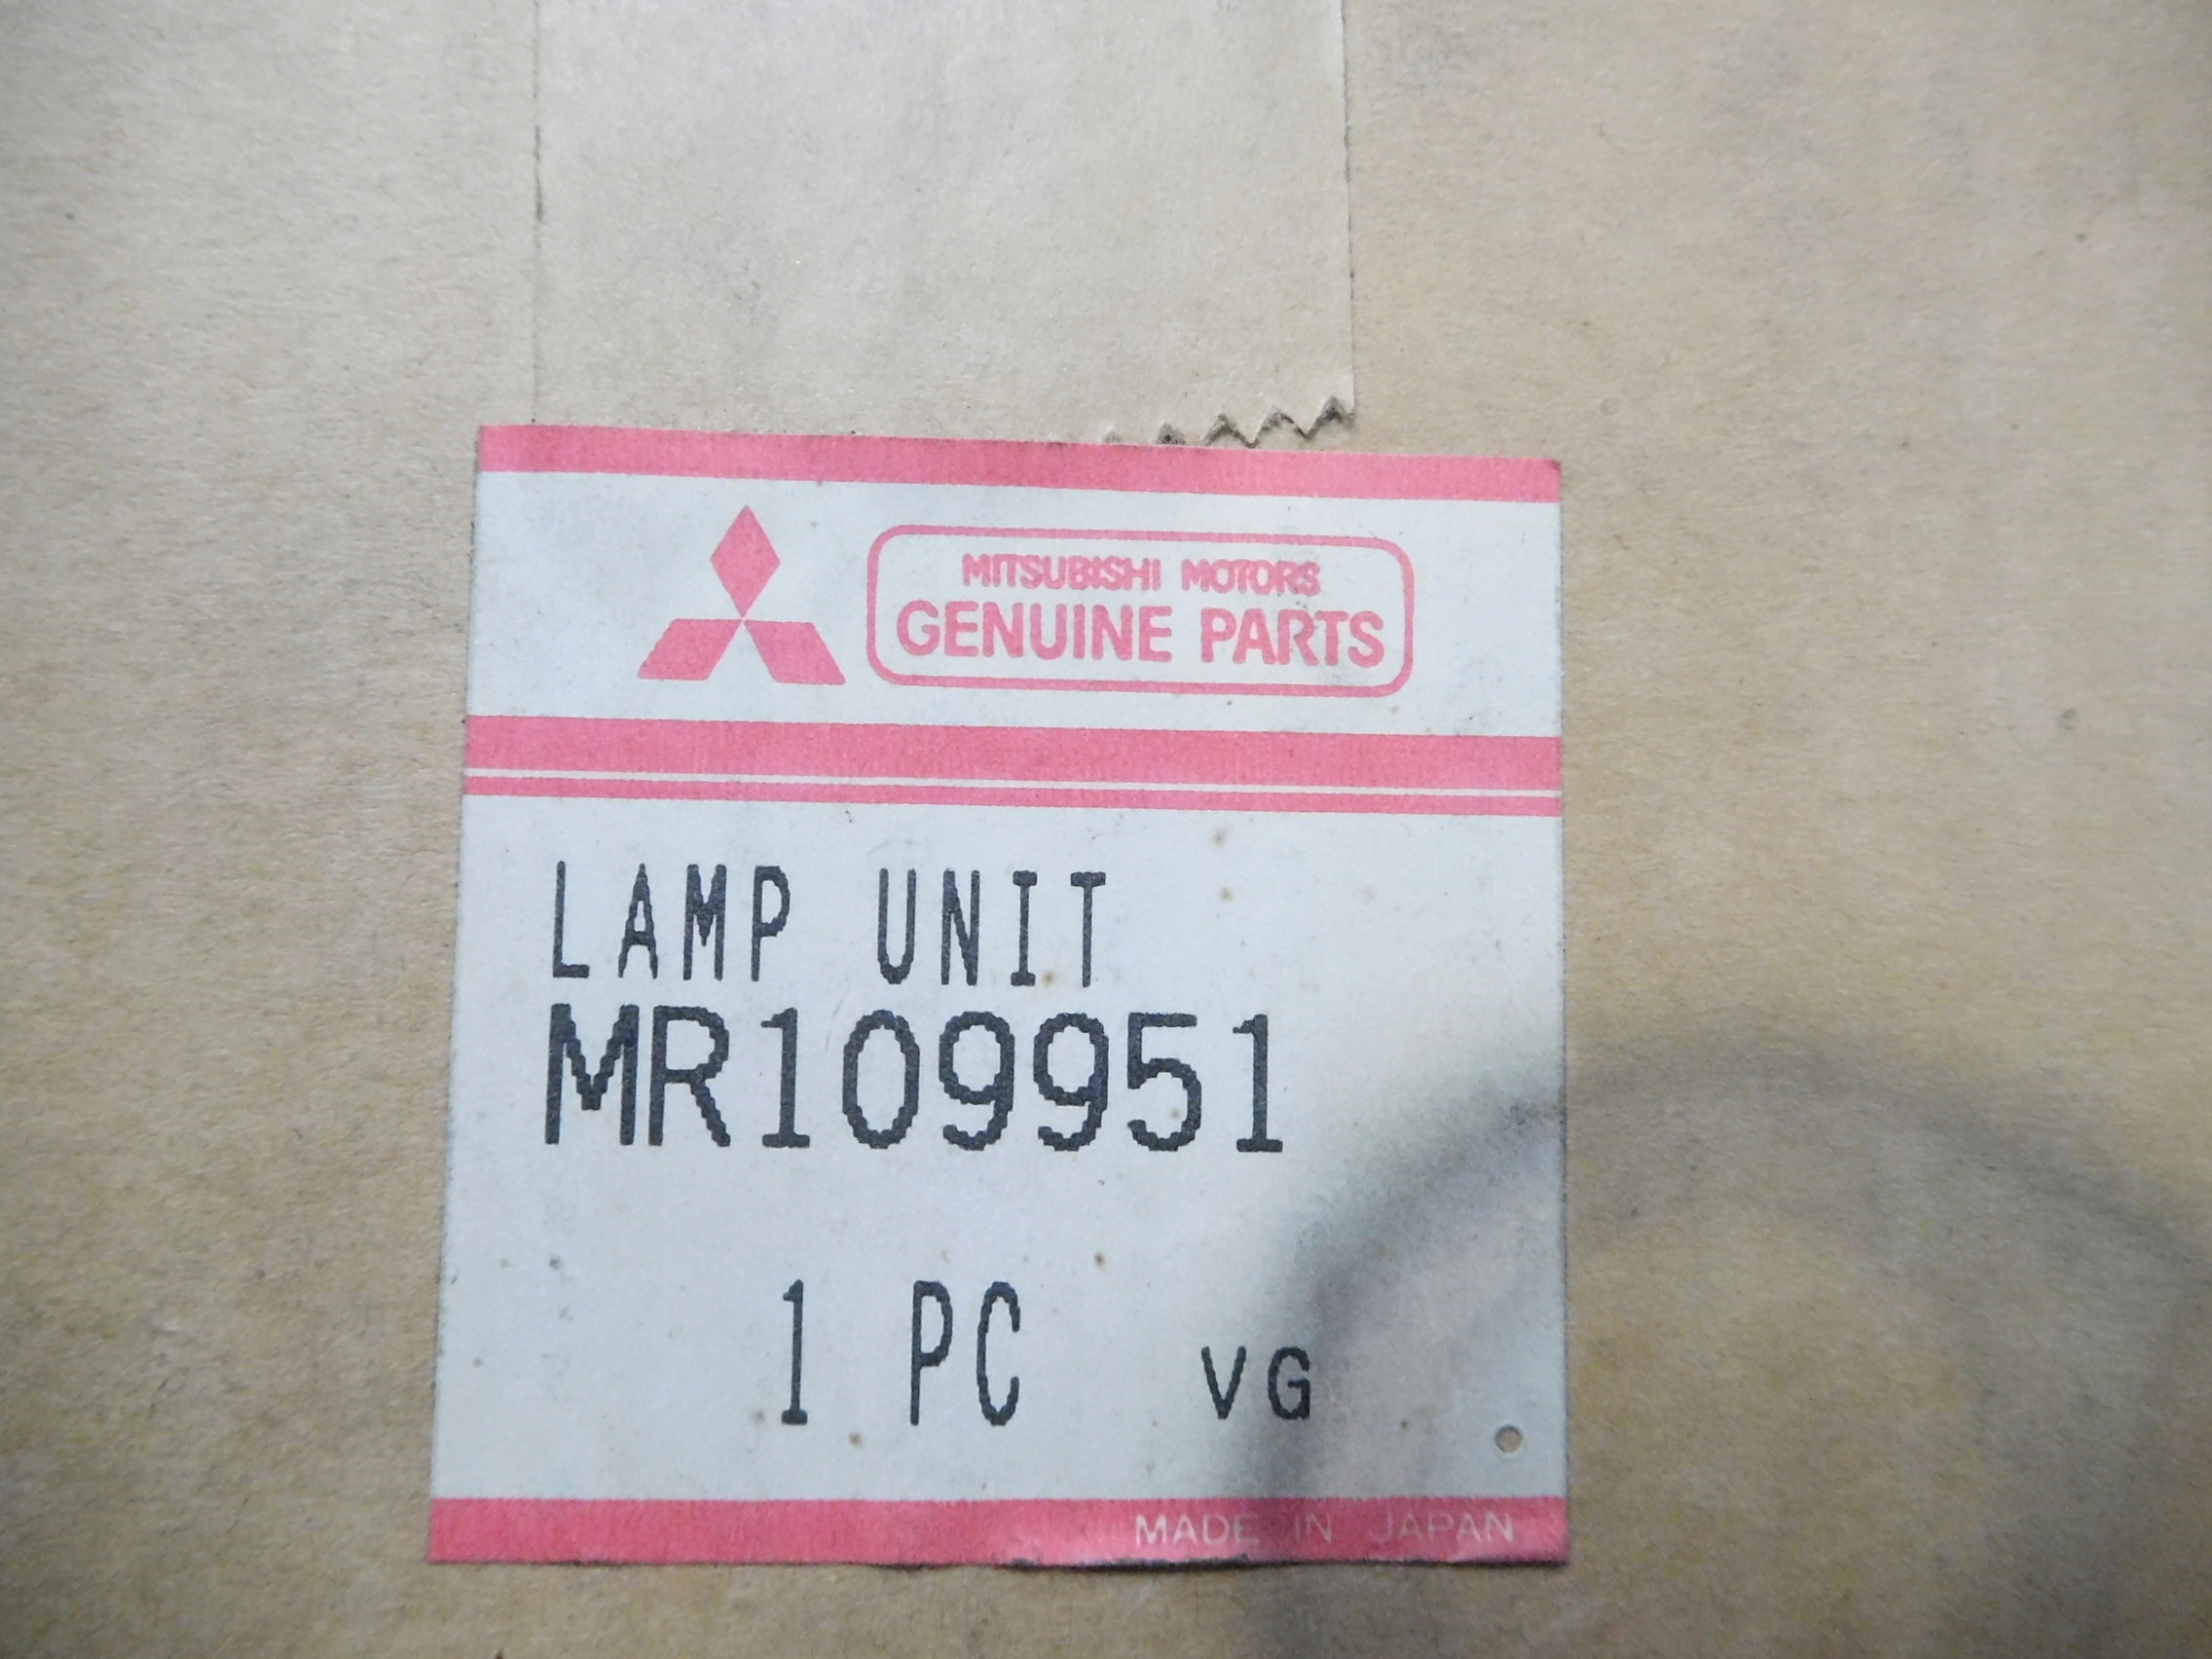 MITSUBISHI MOTORS
GENUINE PARTS
LAMP UNIT
MR109951
1 PC VG
MADE IN JAPAN